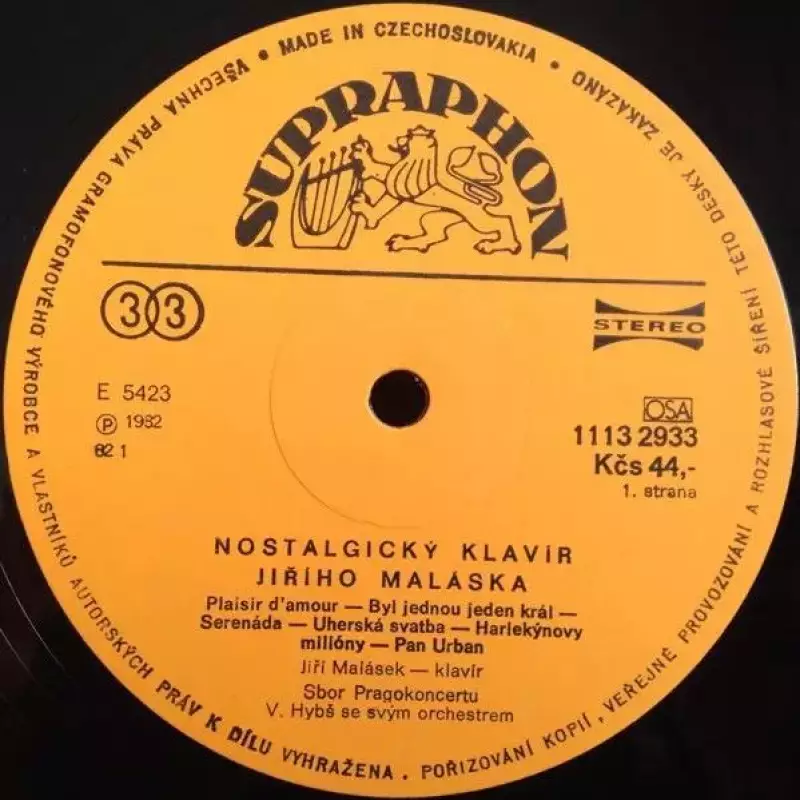 MADE IN CZECHOSLOVAKIA • VŠECHNA PRÁVA GRAMOFONOVÉHO VÝROBCE A VLASTNÍKŮ AUTORSKÝCH PRÁV K DÍLU VYHRAŽENA. POŘIZOVÁNÍ KOPIÍ, VEŘEJNÉ PROVOZOVÁNÍ A ROZHLASOVÉ ŠÍŘENÍ TÉTO DESKY JE ZAKÁZÁNO •
SUPRAPHON
33
STEREO
E 5423
Ⓟ 1982
82 1
OSA
1113 2933
Kčs 44,-
1. strana
NOSTALGICKÝ KLAVÍR
JIŘÍHO MALÁSKA
Plaisir d'amour — Byl jednou jeden král —
Serenáda — Uherská svatba — Harlekýnovy
milióny — Pan Urban
Jiří Malásek — klavír
Sbor Pragokoncertu
V. Hybš se svým orchestrem